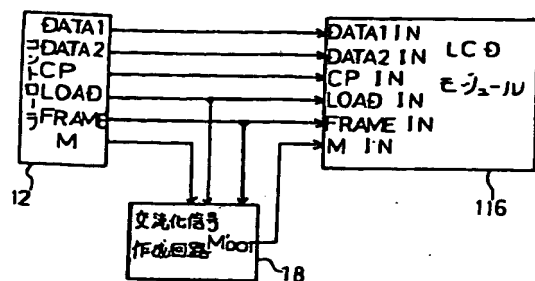 コントローラ
DATA1
DATA2
CP
LOAD
FRAME
M
12
DATA1 IN
DATA2 IN
CP IN
LOAD IN
FRAME IN
M IN
LCD
モジュール
116
交流化信号
作成回路
M'OUT
18